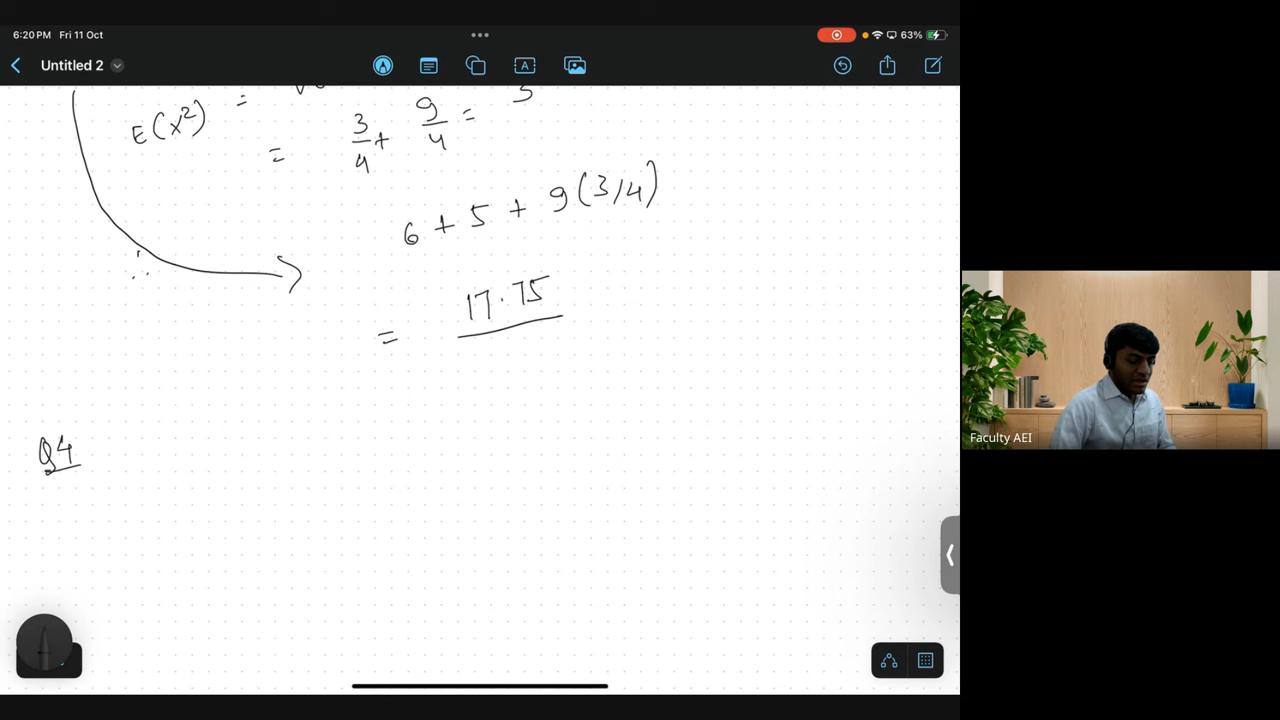 6:20 PM Fri 11 Oct
63%
Untitled 2
E(X²) =
= 3/4 + 9/4 =
6 + 5 + 9(3/4)
∴
= 17.75
Q4
Faculty AEI